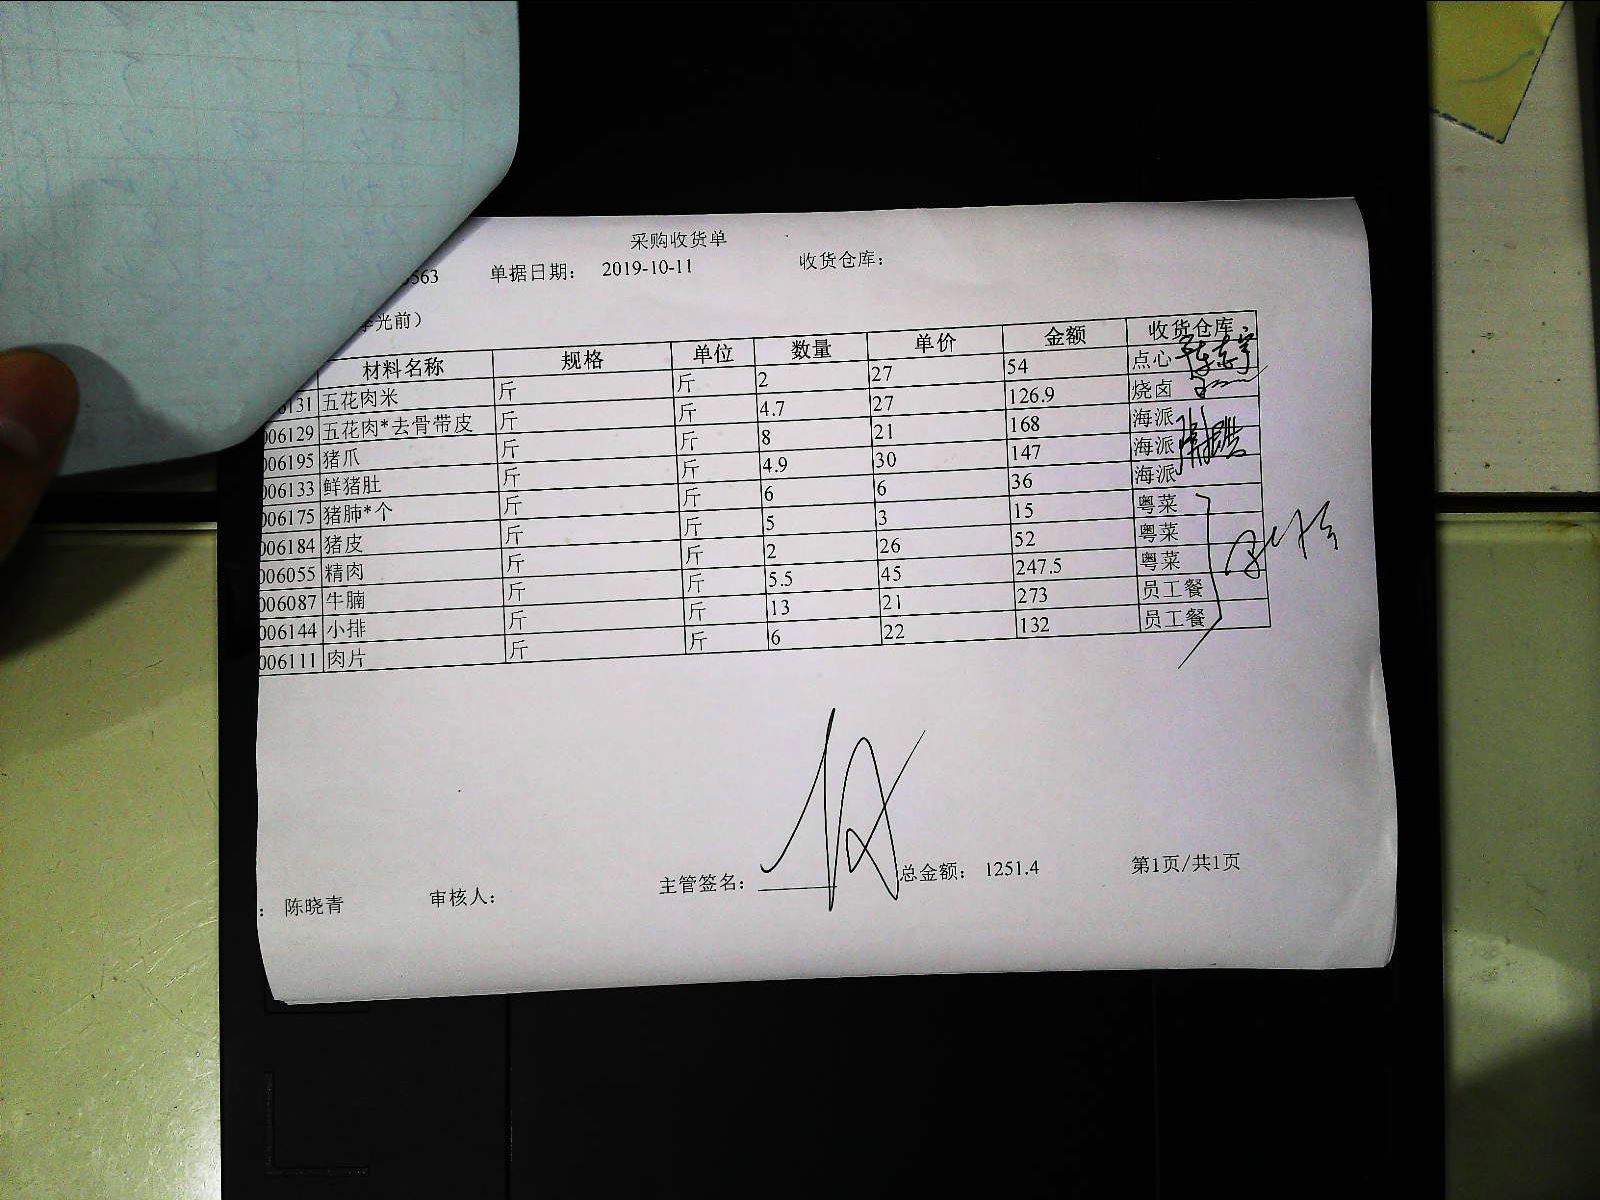 采购收货单
563 单据日期： 2019-10-11 收货仓库：
光前）
材料名称 规格 单位 数量 单价 金额 收货仓库
131 五花肉米 斤 斤 2 27 54 点心
006129 五花肉*去骨带皮 斤 斤 4.7 27 126.9 烧卤
006195 猪爪 斤 斤 8 21 168 海派
006133 鲜猪肚 斤 斤 4.9 30 147 海派
006175 猪肺*个 斤 斤 6 6 36 海派
006184 猪皮 斤 斤 5 3 15 粤菜
006055 精肉 斤 斤 2 26 52 粤菜
006087 牛腩 斤 斤 5.5 45 247.5 粤菜
006144 小排 斤 斤 13 21 273 员工餐
006111 肉片 斤 斤 6 22 132 员工餐
： 陈晓青 审核人： 主管签名： 总金额： 1251.4 第1页/共1页